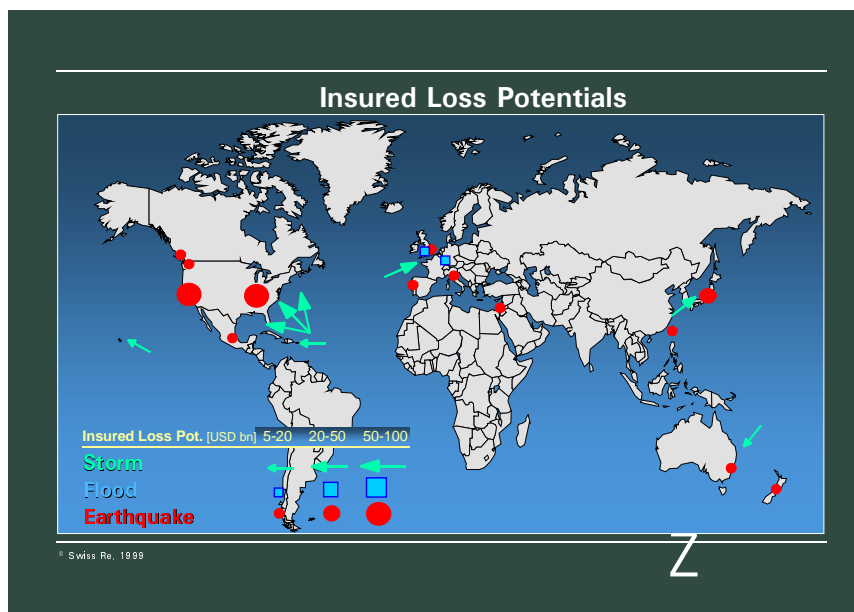 Insured Loss Potentials
Insured Loss Pot. [USD bn] 5-20 20-50 50-100
Storm
Flood
Earthquake
© Swiss Re, 1999
Z